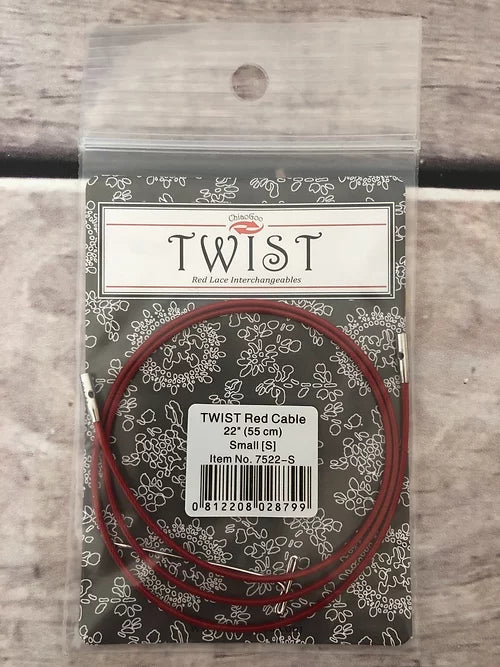 ChiaoGoo
TWIST
Red Lace Interchangeables
TWIST Red Cable
22" (55 cm)
Small [S]
Item No. 7522-S
0 812208 028799